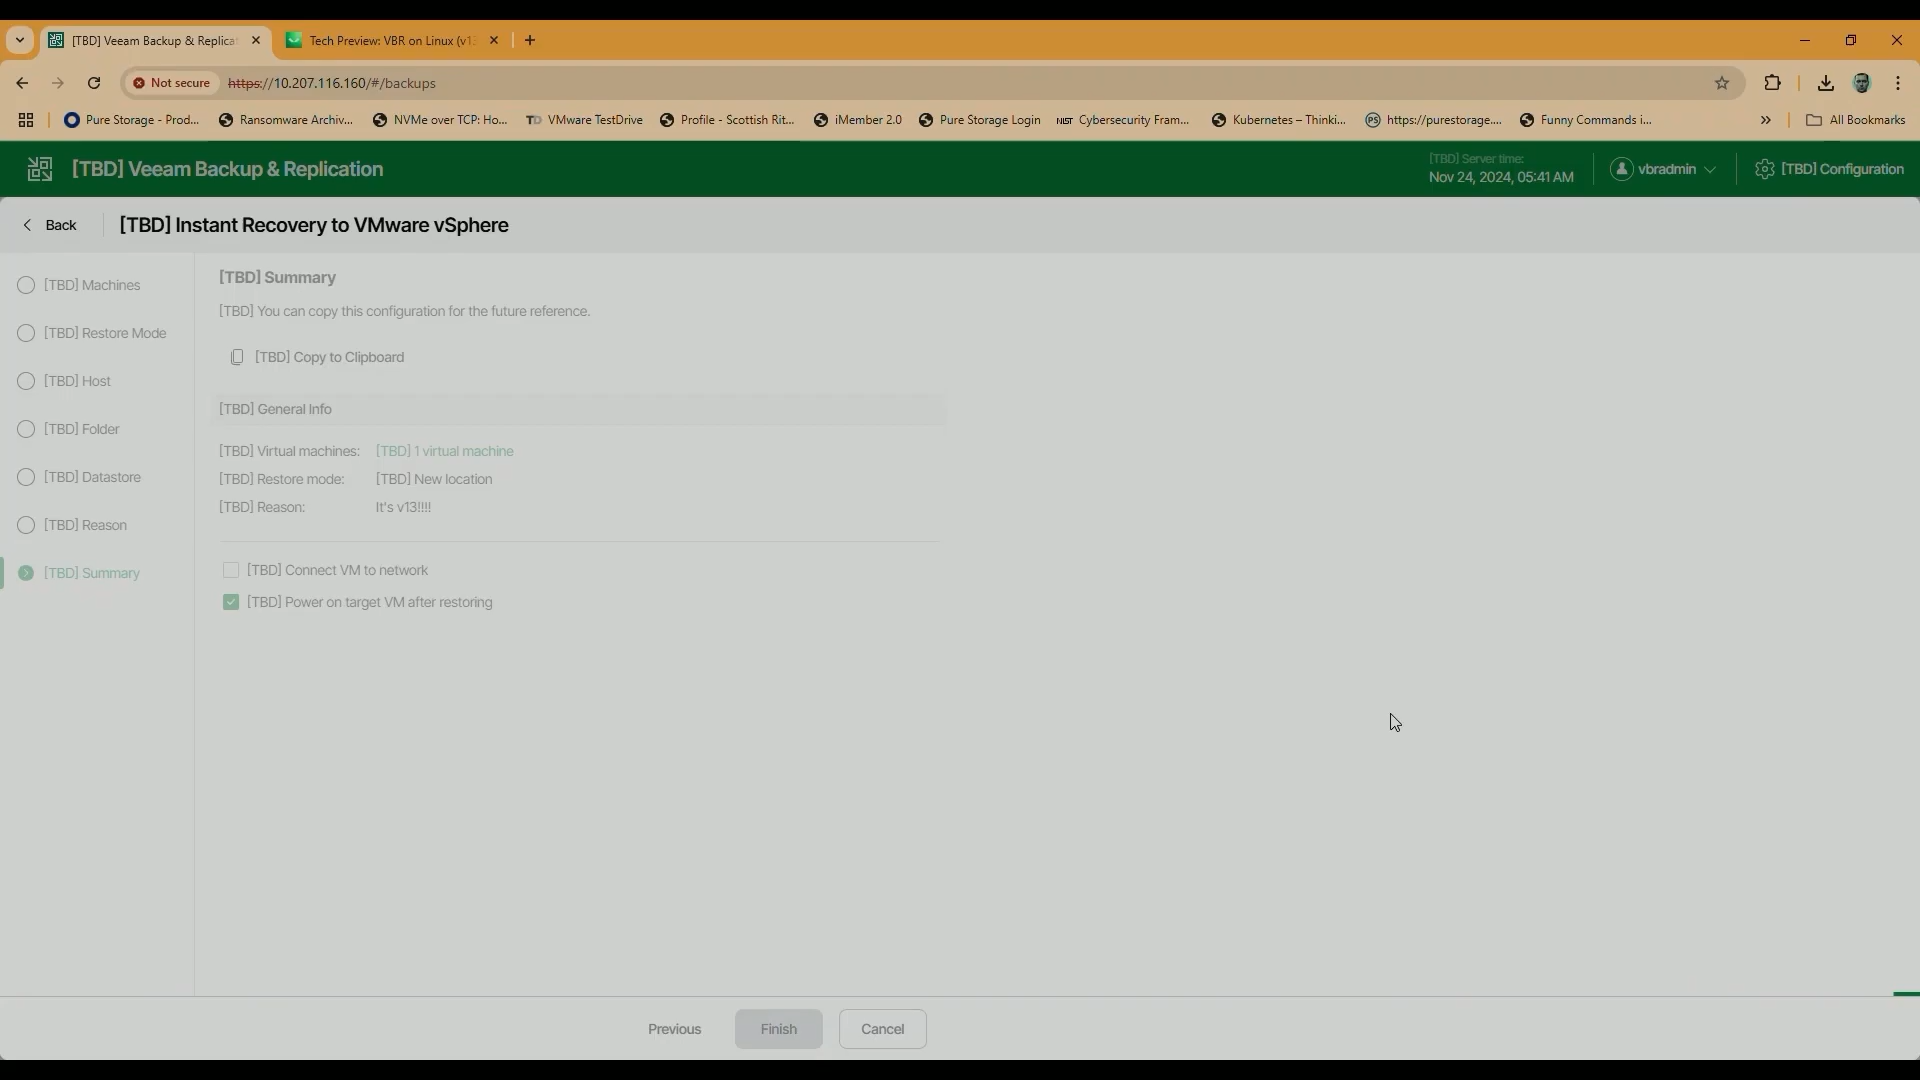 [TBD] Veeam Backup & Replica
Tech Preview: VBR on Linux (v1
Not secure
https://10.207.116.160/#/backups
Pure Storage - Prod...
Ransomware Archiv...
NVMe over TCP: Ho...
TD VMware TestDrive
Profile - Scottish Rit...
iMember 2.0
Pure Storage Login
NIST Cybersecurity Fram...
Kubernetes – Thinki...
PS https://purestorage....
Funny Commands i...
All Bookmarks
[TBD] Veeam Backup & Replication
[TBD] Server time:
Nov 24, 2024, 05:41 AM
vbradmin
[TBD] Configuration
Back
[TBD] Instant Recovery to VMware vSphere
[TBD] Machines
[TBD] Restore Mode
[TBD] Host
[TBD] Folder
[TBD] Datastore
[TBD] Reason
[TBD] Summary
[TBD] Summary
[TBD] You can copy this configuration for the future reference.
[TBD] Copy to Clipboard
[TBD] General Info
[TBD] Virtual machines: [TBD] 1 virtual machine
[TBD] Restore mode: [TBD] New location
[TBD] Reason: It's v13!!!!
[TBD] Connect VM to network
[TBD] Power on target VM after restoring
Previous
Finish
Cancel